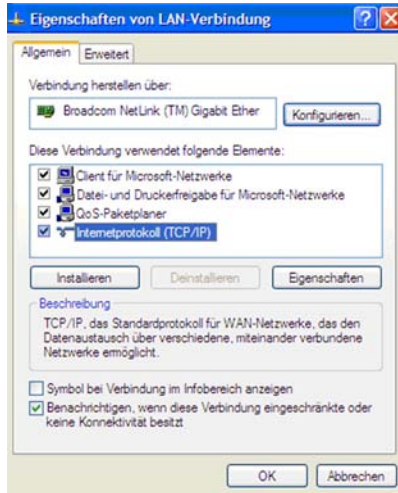 Eigenschaften von LAN-Verbindung
Allgemein Erweitert
Verbindung herstellen über:
Broadcom NetLink (TM) Gigabit Ether Konfigurieren...
Diese Verbindung verwendet folgende Elemente:
Client für Microsoft-Netzwerke
Datei- und Druckerfreigabe für Microsoft-Netzwerke
QoS-Paketplaner
Internetprotokoll (TCP/IP)
Installieren Deinstallieren Eigenschaften
Beschreibung
TCP/IP, das Standardprotokoll für WAN-Netzwerke, das den
Datenaustausch über verschiedene, miteinander verbundene
Netzwerke ermöglicht.
Symbol bei Verbindung im Infobereich anzeigen
Benachrichtigen, wenn diese Verbindung eingeschränkte oder
keine Konnektivität besitzt
OK Abbrechen